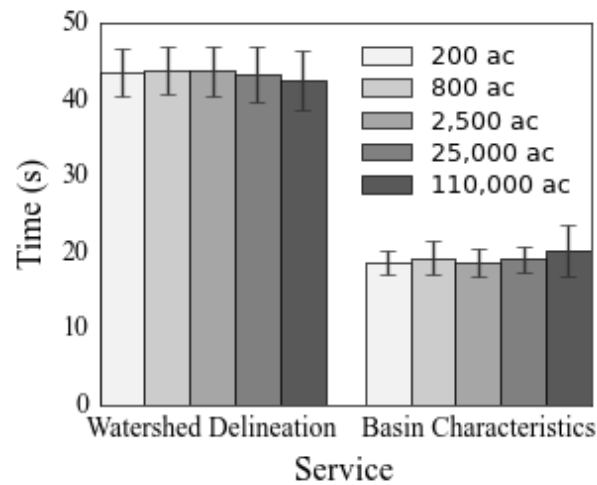 50
40
30
20
10
0
Time (s)
200 ac
800 ac
2,500 ac
25,000 ac
110,000 ac
Watershed Delineation
Basin Characteristics
Service